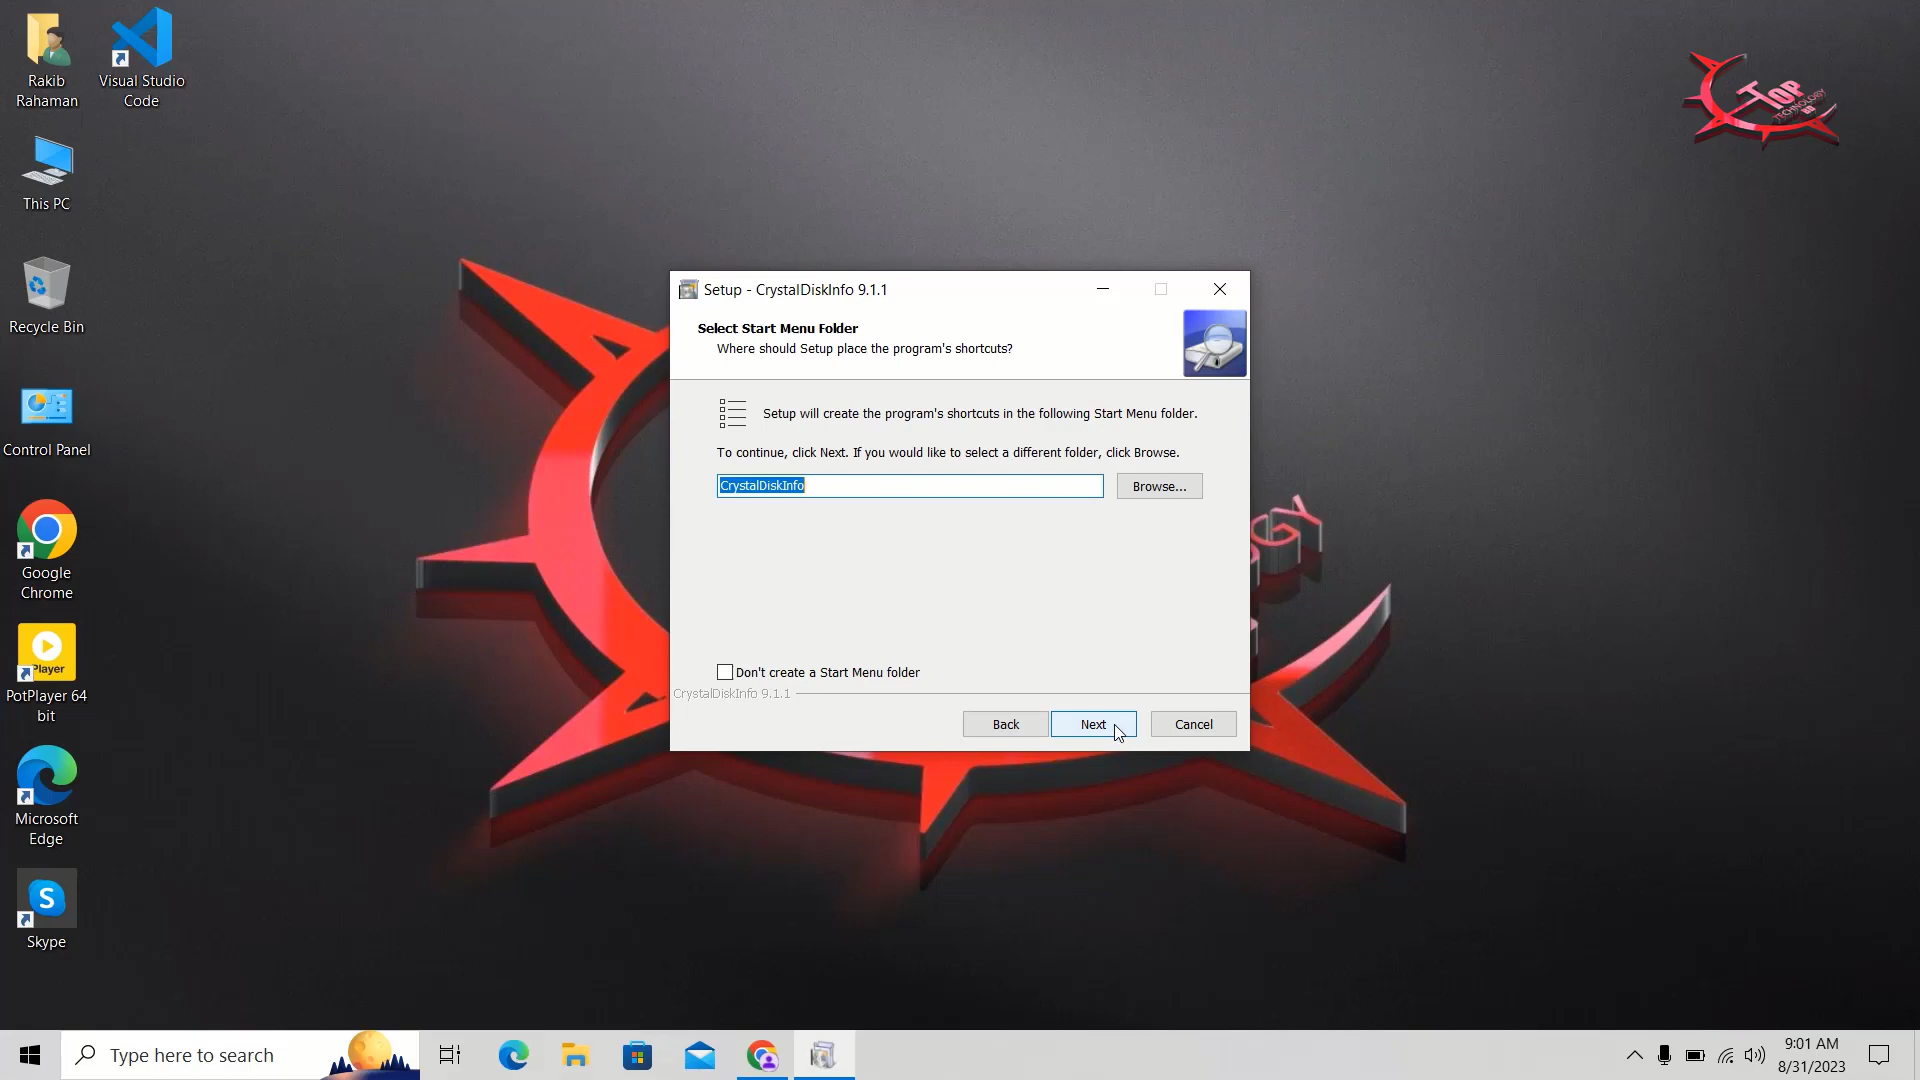 Rakib
Rahaman
Visual Studio
Code
This PC
Recycle Bin
Control Panel
Google
Chrome
Player
PotPlayer 64
bit
Microsoft
Edge
S
Skype
TOP
TECHNOLOGY
BD
GY
Setup - CrystalDiskInfo 9.1.1
Select Start Menu Folder
Where should Setup place the program's shortcuts?
Setup will create the program's shortcuts in the following Start Menu folder.
To continue, click Next. If you would like to select a different folder, click Browse.
CrystalDiskInfo
Browse...
Don't create a Start Menu folder
CrystalDiskInfo 9.1.1
Back
Next
Cancel
Type here to search
9:01 AM
8/31/2023